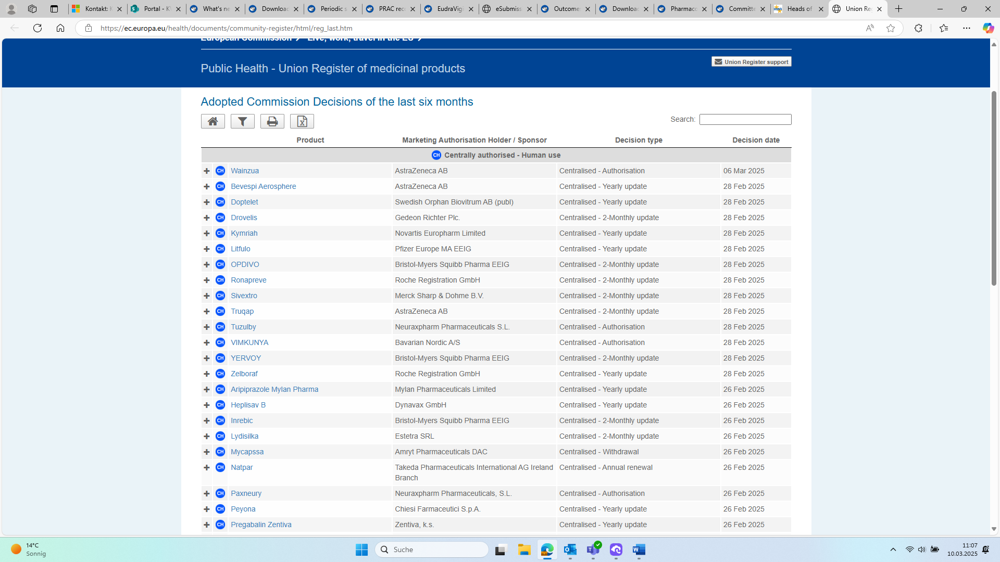 Kontakt: K
Portal - KV
What's ne
Downloac
Periodic s
PRAC reco
EudraVigi
eSubmiss
Outcome
Downloac
Pharmacc
Committe
Heads of
Union Re
https://ec.europa.eu/health/documents/community-register/html/reg_last.htm
European Commission > Live, work, travel in the EU >
Public Health - Union Register of medicinal products
Union Register support
Adopted Commission Decisions of the last six months
Search:
Product Marketing Authorisation Holder / Sponsor Decision type Decision date
CH Centrally authorised - Human use
CH Wainzua AstraZeneca AB Centralised - Authorisation 06 Mar 2025
CH Bevespi Aerosphere AstraZeneca AB Centralised - Yearly update 28 Feb 2025
CH Doptelet Swedish Orphan Biovitrum AB (publ) Centralised - Yearly update 28 Feb 2025
CH Drovelis Gedeon Richter Plc. Centralised - 2-Monthly update 28 Feb 2025
CH Kymriah Novartis Europharm Limited Centralised - Yearly update 28 Feb 2025
CH Litfulo Pfizer Europe MA EEIG Centralised - Yearly update 28 Feb 2025
CH OPDIVO Bristol-Myers Squibb Pharma EEIG Centralised - 2-Monthly update 28 Feb 2025
CH Ronapreve Roche Registration GmbH Centralised - 2-Monthly update 28 Feb 2025
CH Sivextro Merck Sharp & Dohme B.V. Centralised - 2-Monthly update 28 Feb 2025
CH Truqap AstraZeneca AB Centralised - 2-Monthly update 28 Feb 2025
CH Tuzulby Neuraxpharm Pharmaceuticals S.L. Centralised - Authorisation 28 Feb 2025
CH VIMKUNYA Bavarian Nordic A/S Centralised - Authorisation 28 Feb 2025
CH YERVOY Bristol-Myers Squibb Pharma EEIG Centralised - 2-Monthly update 28 Feb 2025
CH Zelboraf Roche Registration GmbH Centralised - Yearly update 28 Feb 2025
CH Aripiprazole Mylan Pharma Mylan Pharmaceuticals Limited Centralised - Yearly update 26 Feb 2025
CH Heplisav B Dynavax GmbH Centralised - Yearly update 26 Feb 2025
CH Inrebic Bristol-Myers Squibb Pharma EEIG Centralised - 2-Monthly update 26 Feb 2025
CH Lydisilka Estetra SRL Centralised - 2-Monthly update 26 Feb 2025
CH Mycapssa Amryt Pharmaceuticals DAC Centralised - Withdrawal 26 Feb 2025
CH Natpar Takeda Pharmaceuticals International AG Ireland Centralised - Annual renewal 26 Feb 2025
Branch
CH Paxneury Neuraxpharm Pharmaceuticals, S.L. Centralised - Authorisation 26 Feb 2025
CH Peyona Chiesi Farmaceutici S.p.A. Centralised - Yearly update 26 Feb 2025
CH Pregabalin Zentiva Zentiva, k.s. Centralised - Yearly update 26 Feb 2025
14°C
Sonnig
Suche
11:07
10.03.2025